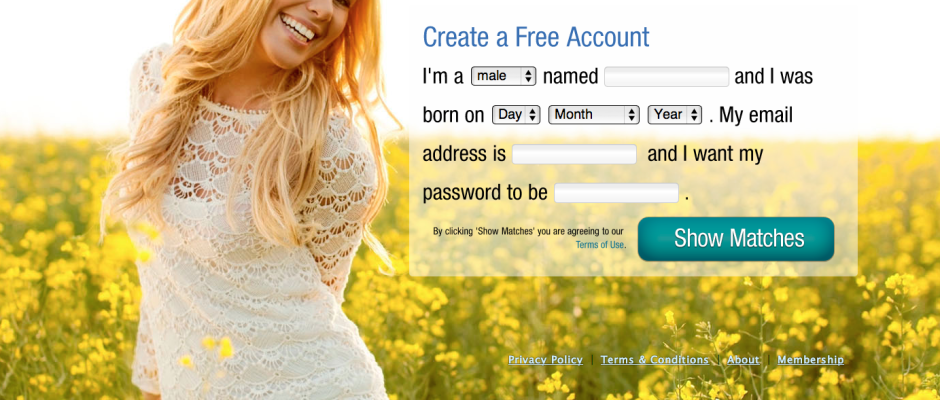 Create a Free Account
I'm a male named and I was
born on Day Month Year . My email
address is and I want my
password to be .
By clicking 'Show Matches' you are agreeing to our
Terms of Use.
Show Matches
Privacy Policy | Terms & Conditions | About | Membership